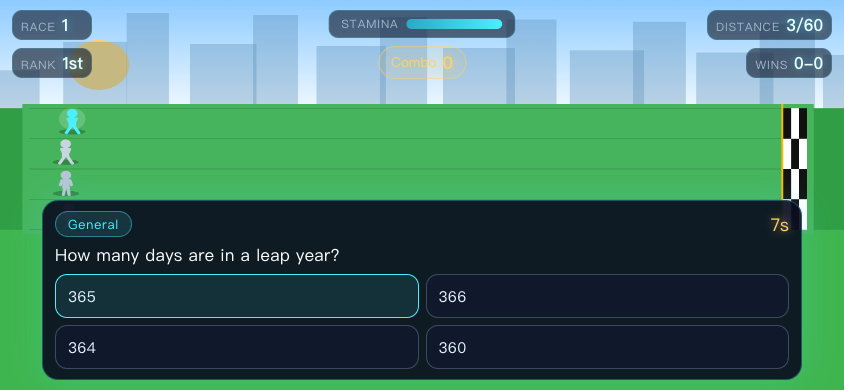 RACE 1
STAMINA
DISTANCE 3/60
RANK 1st
Combo 0
WINS 0–0
General
7s
How many days are in a leap year?
365
366
364
360